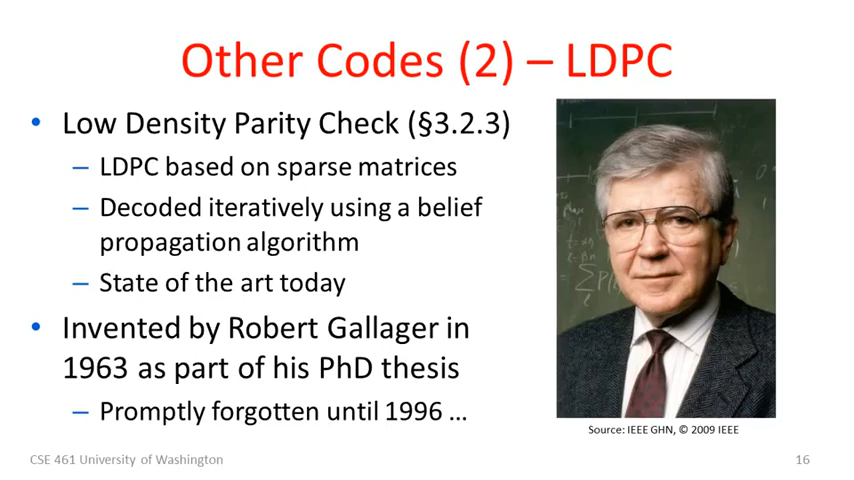 Other Codes (2) – LDPC
• Low Density Parity Check (§3.2.3)
– LDPC based on sparse matrices
– Decoded iteratively using a belief
propagation algorithm
– State of the art today
• Invented by Robert Gallager in
1963 as part of his PhD thesis
– Promptly forgotten until 1996 …
Source: IEEE GHN, © 2009 IEEE
CSE 461 University of Washington
16